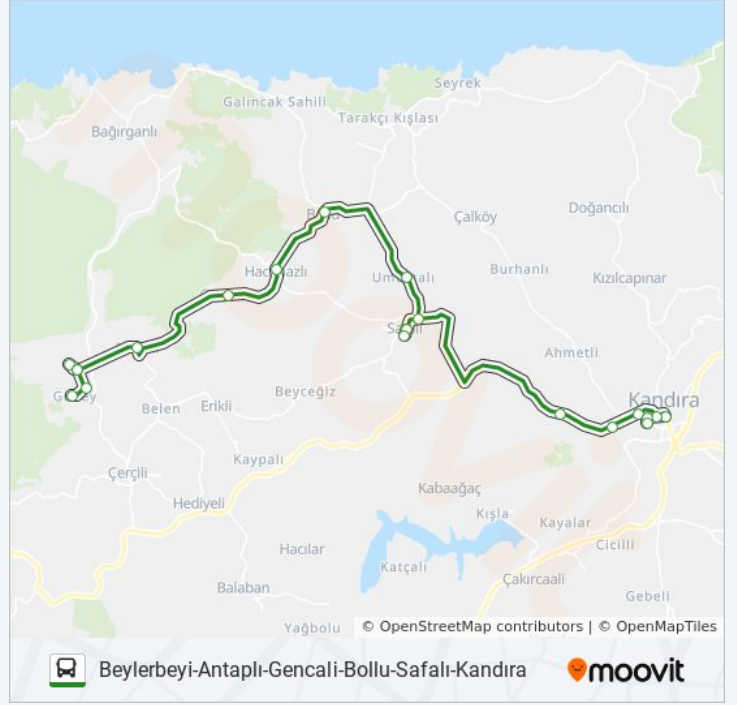 Seyrek
Galıncak Sahili
Tarakçı Kışlası
Bağırganlı
Doğancılı
Çalköy
Burhanlı
Kızılcapınar
Ahmetli
Kandıra
Beyceğiz
Erikli
Belen
Kaypalı
Çerçili
Kabaağaç
Hediyeli
Kışla
Kayalar
Cicilli
Hacılar
Katçalı
Çakırcaali
Balaban
Gebeli
Yağbolu
© OpenStreetMap contributors | © OpenMapTiles
Beylerbeyi-Antaplı-Gencali-Bollu-Safalı-Kandıra
moovit